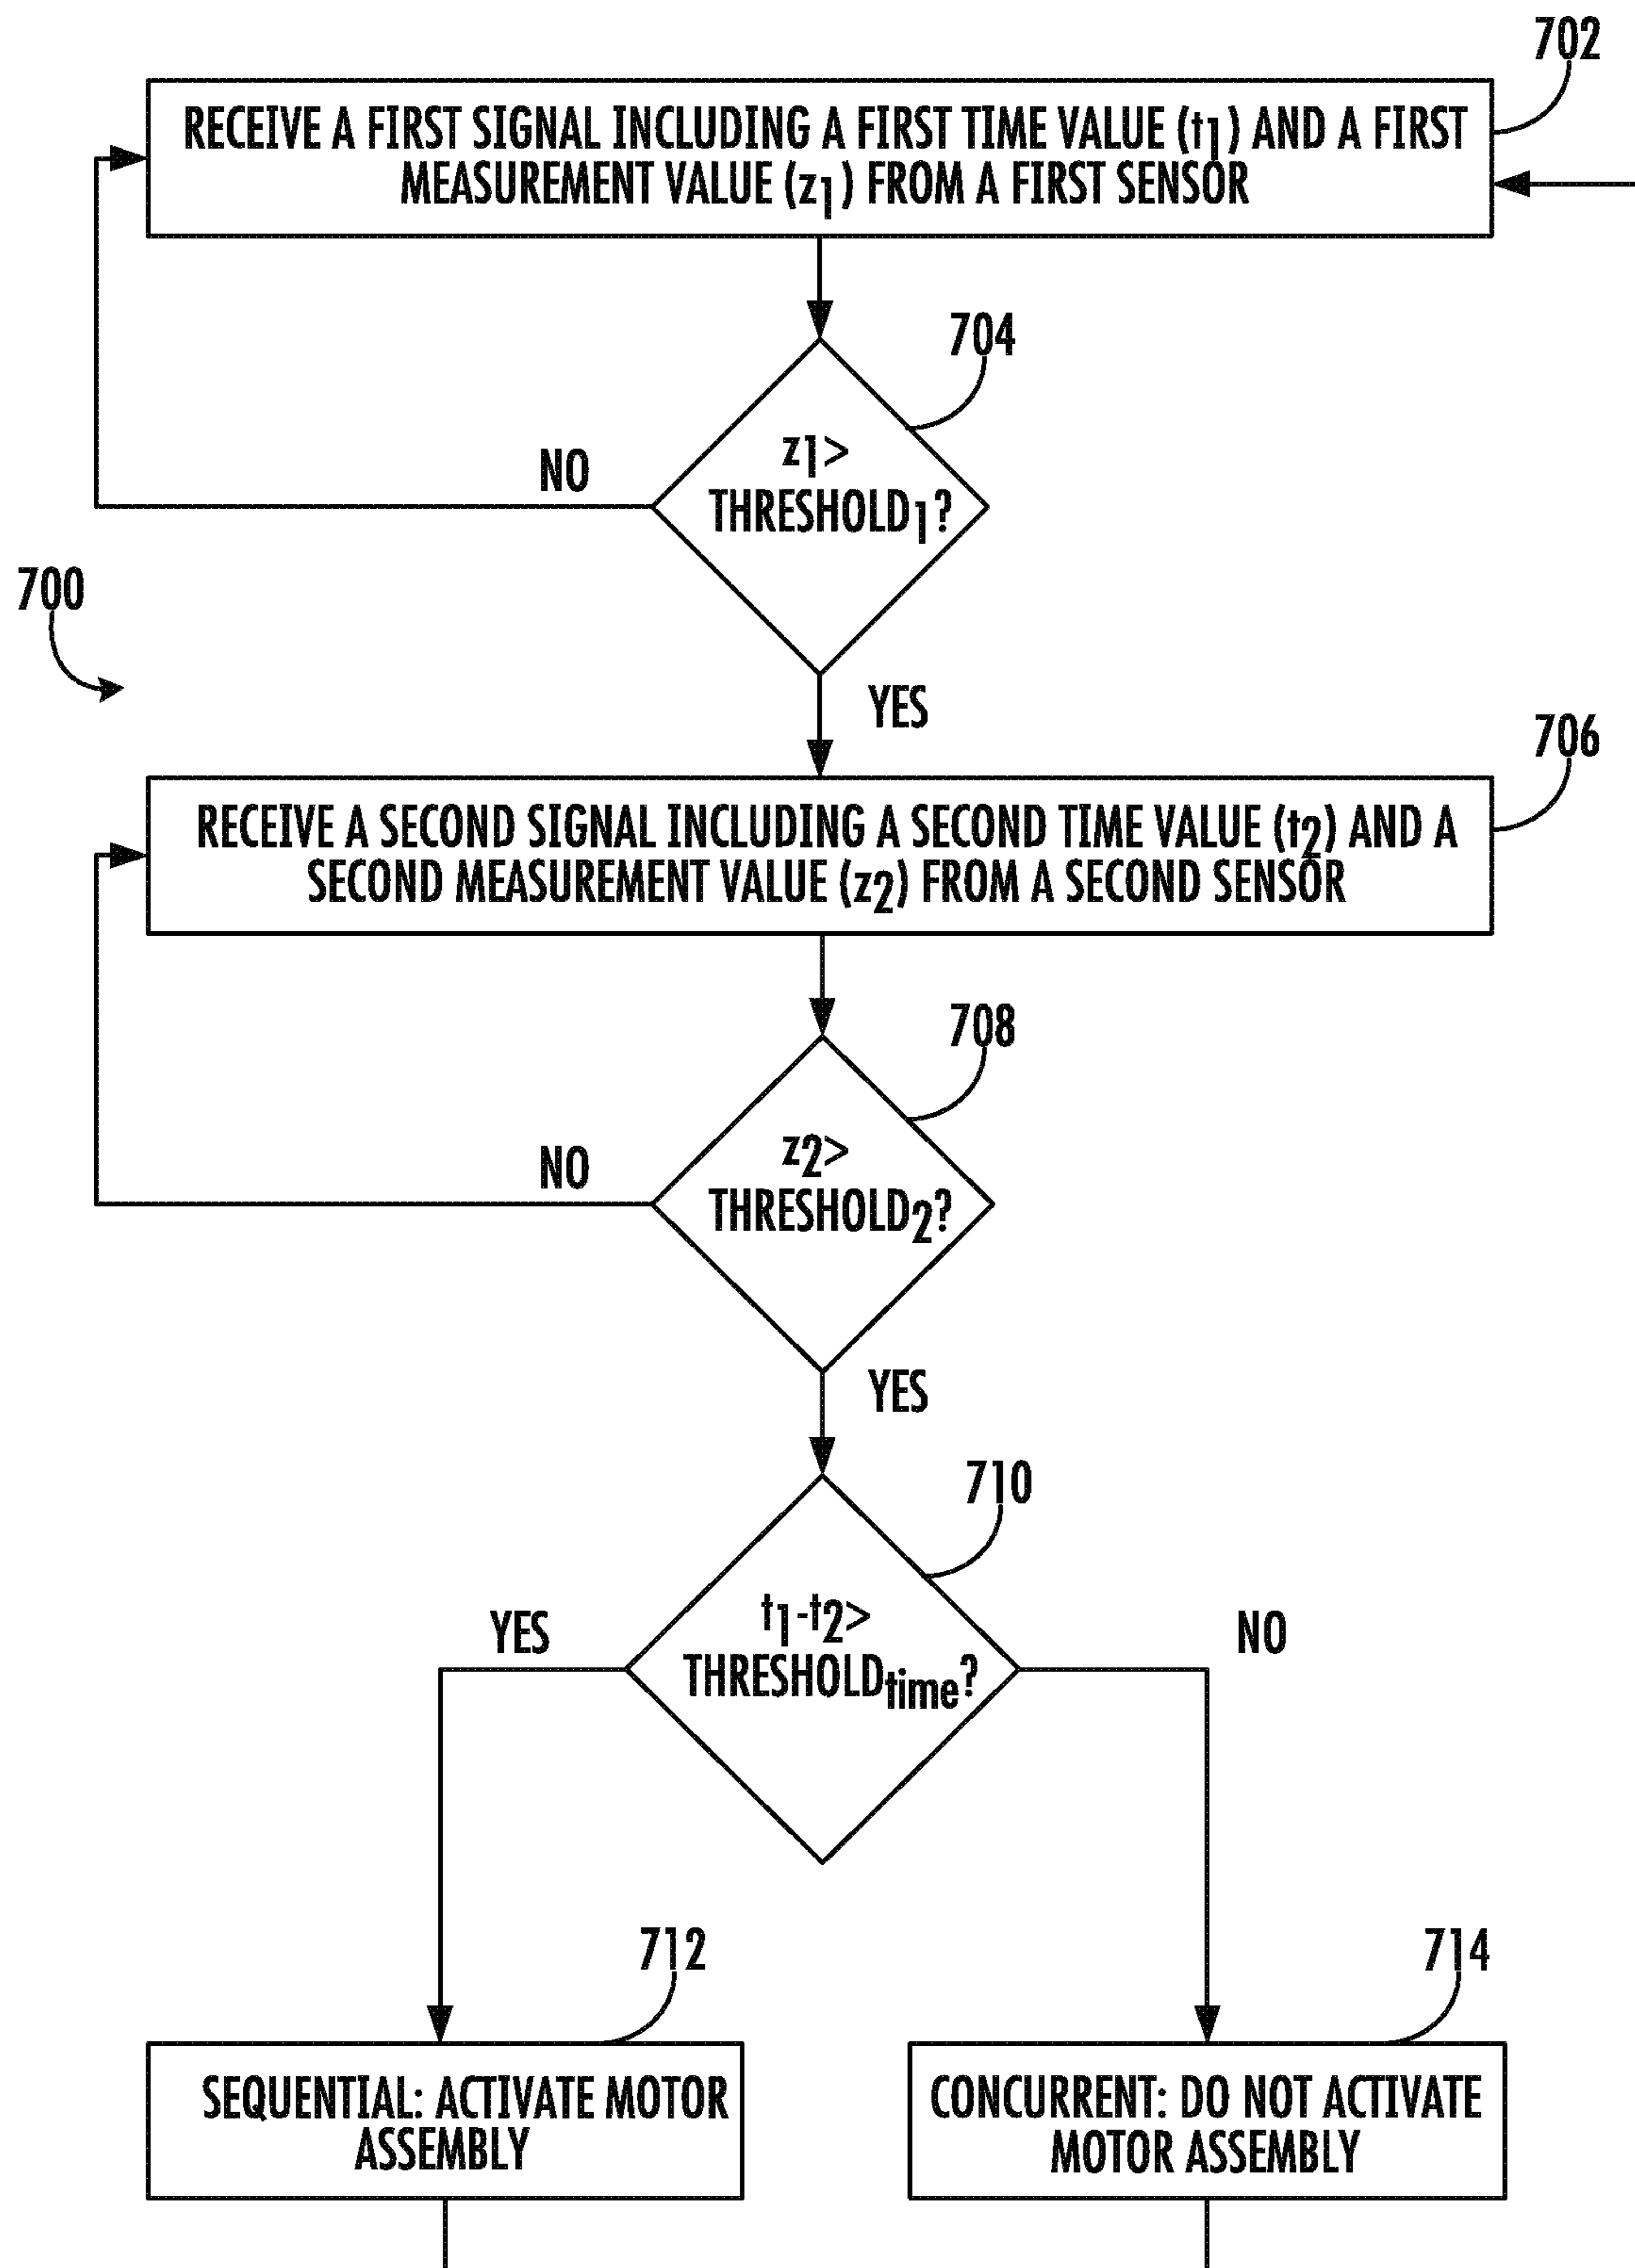 702
RECEIVE A FIRST SIGNAL INCLUDING A FIRST TIME VALUE (t1) AND A FIRST
MEASUREMENT VALUE (z1) FROM A FIRST SENSOR
704
z1>
THRESHOLD1?
NO
700
YES
706
RECEIVE A SECOND SIGNAL INCLUDING A SECOND TIME VALUE (t2) AND A
SECOND MEASUREMENT VALUE (z2) FROM A SECOND SENSOR
708
z2>
THRESHOLD2?
NO
YES
710
t1-t2>
THRESHOLDtime?
YES
NO
712
714
SEQUENTIAL: ACTIVATE MOTOR
ASSEMBLY
CONCURRENT: DO NOT ACTIVATE
MOTOR ASSEMBLY